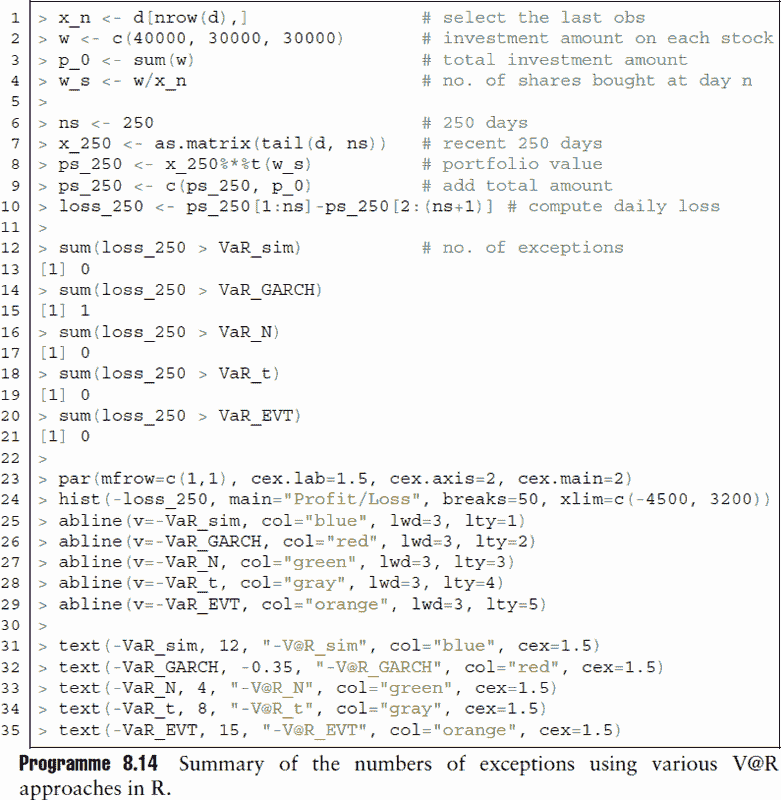 1 > x_n <- d[nrow(d),] # select the last obs
2 > w <- c(40000, 30000, 30000) # investment amount on each stock
3 > p_0 <- sum(w) # total investment amount
4 > w_s <- w/x_n # no. of shares bought at day n
5 >
6 > ns <- 250 # 250 days
7 > x_250 <- as.matrix(tail(d, ns)) # recent 250 days
8 > ps_250 <- x_250%*%t(w_s) # portfolio value
9 > ps_250 <- c(ps_250, p_0) # add total amount
10 > loss_250 <- ps_250[1:ns]-ps_250[2:(ns+1)] # compute daily loss
11 >
12 > sum(loss_250 > VaR_sim) # no. of exceptions
13 [1] 0
14 > sum(loss_250 > VaR_GARCH)
15 [1] 1
16 > sum(loss_250 > VaR_N)
17 [1] 0
18 > sum(loss_250 > VaR_t)
19 [1] 0
20 > sum(loss_250 > VaR_EVT)
21 [1] 0
22 >
23 > par(mfrow=c(1,1), cex.lab=1.5, cex.axis=2, cex.main=2)
24 > hist(-loss_250, main="Profit/Loss", breaks=50, xlim=c(-4500, 3200))
25 > abline(v=-VaR_sim, col="blue", lwd=3, lty=1)
26 > abline(v=-VaR_GARCH, col="red", lwd=3, lty=2)
27 > abline(v=-VaR_N, col="green", lwd=3, lty=3)
28 > abline(v=-VaR_t, col="gray", lwd=3, lty=4)
29 > abline(v=-VaR_EVT, col="orange", lwd=3, lty=5)
30 >
31 > text(-VaR_sim, 12, "-V@R_sim", col="blue", cex=1.5)
32 > text(-VaR_GARCH, -0.35, "-V@R_GARCH", col="red", cex=1.5)
33 > text(-VaR_N, 4, "-V@R_N", col="green", cex=1.5)
34 > text(-VaR_t, 8, "-V@R_t", col="gray", cex=1.5)
35 > text(-VaR_EVT, 15, "-V@R_EVT", col="orange", cex=1.5)
Programme 8.14 Summary of the numbers of exceptions using various V@R
approaches in R.